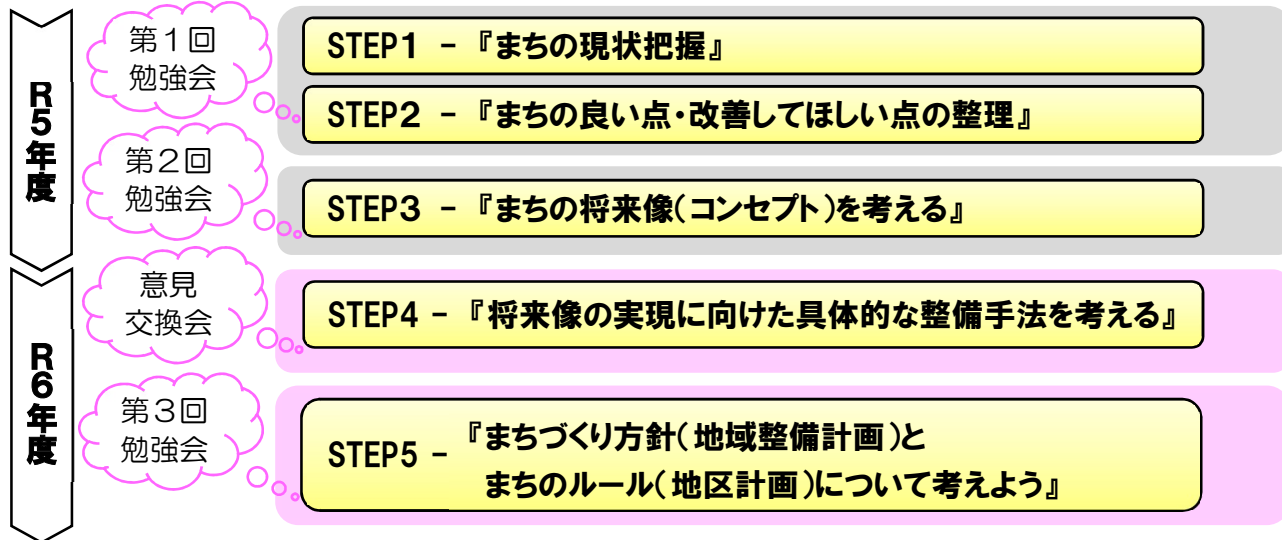 R5年度
第１回
勉強会
STEP1 － 『まちの現状把握』
STEP2 － 『まちの良い点・改善してほしい点の整理』
第２回
勉強会
STEP3 － 『まちの将来像（コンセプト）を考える』
R6年度
意見
交換会
STEP4 － 『将来像の実現に向けた具体的な整備手法を考える』
第３回
勉強会
STEP5 － 『まちづくり方針（地域整備計画）と
まちのルール（地区計画）について考えよう』